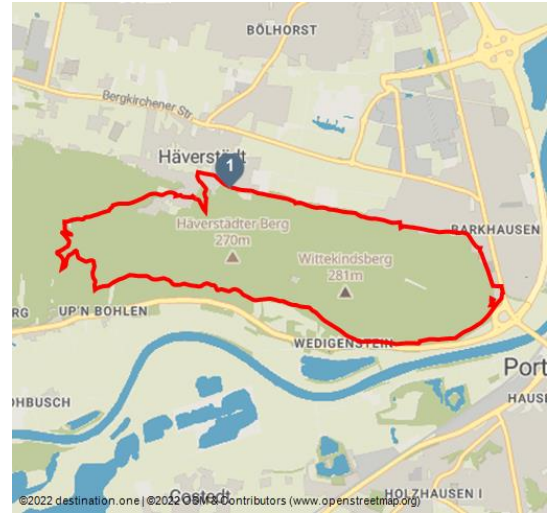 BÖLHORST
Bergkirchener Str.
Häverstädt
1
Häverstädter Berg
270m
BARKHAUSEN
Wittekindsberg
281m
RG
UP'N BOHLEN
WEDIGENSTEIN
Port
OHBUSCH
HAUSE
Costedt
HOLZHAUSEN I
©2022 destination.one | ©2022 OSM & Contributors (www.openstreetmap.org)